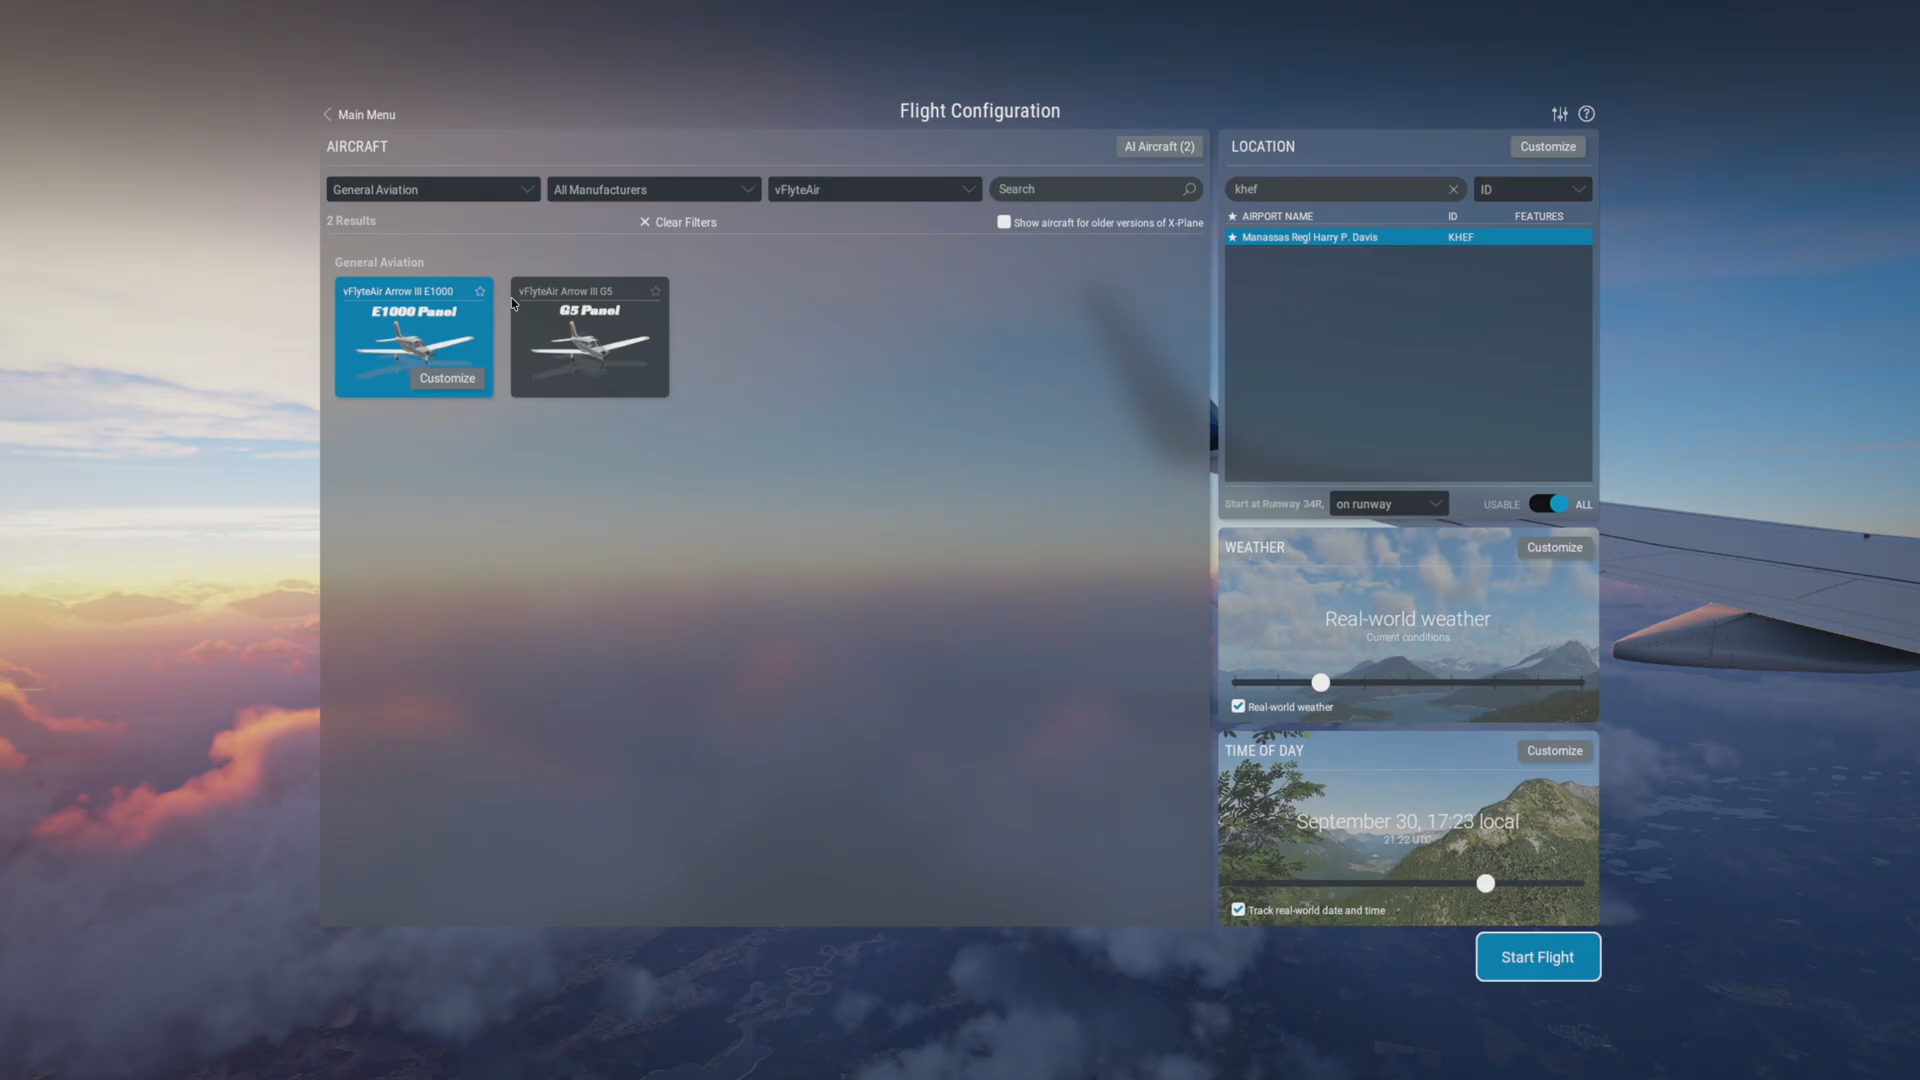 Main Menu
Flight Configuration
AIRCRAFT
AI Aircraft (2)
General Aviation
All Manufacturers
vFlyteAir
Search
2 Results
Clear Filters
Show aircraft for older versions of X-Plane
General Aviation
vFlyteAir Arrow III E1000
E1000 Panel
Customize
vFlyteAir Arrow III G5
G5 Panel
LOCATION
Customize
khef
ID
AIRPORT NAME ID FEATURES
Manassas Regl Harry P. Davis KHEF
Start at Runway 34R,
on runway
USABLE
ALL
WEATHER
Customize
Real-world weather
Current conditions
Real-world weather
TIME OF DAY
Customize
September 30, 17:23 local
21:22 UTC
Track real-world date and time
Start Flight